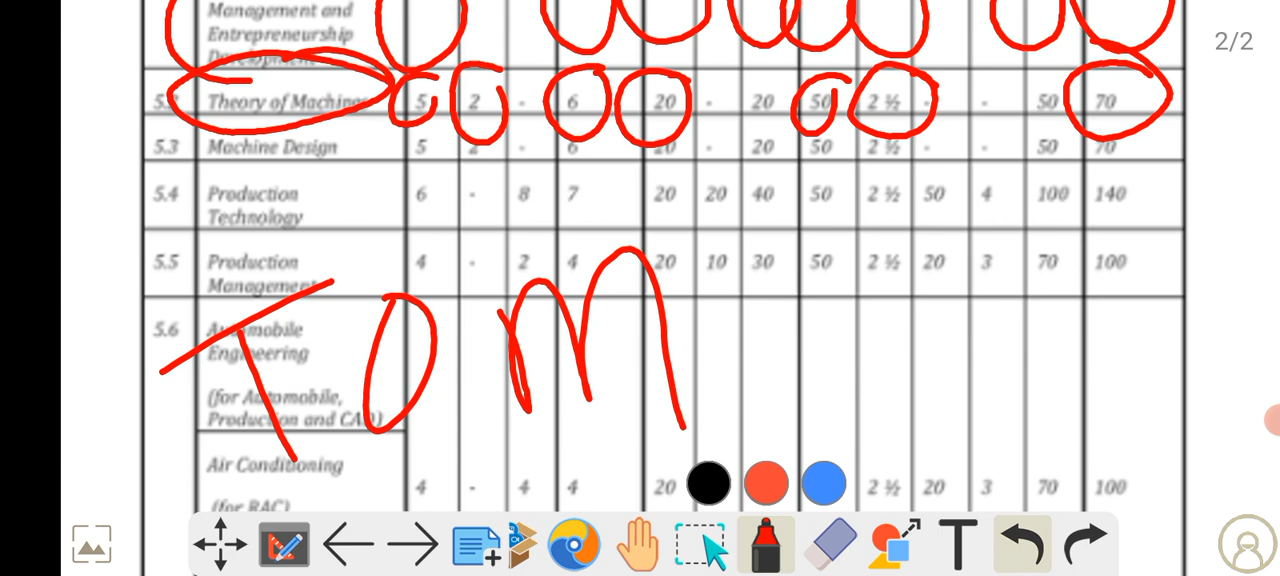 Management and
Entrepreneurship
Development
2/2
5.2 Theory of Machines 5 2 - 6 20 - 20 50 2 ½ - - 50 70
5.3 Machine Design 5 2 - 6 20 - 20 50 2 ½ - - 50 70
5.4 Production Technology 6 - 8 7 20 20 40 50 2 ½ 50 4 100 140
5.5 Production Management 4 - 2 4 20 10 30 50 2 ½ 20 3 70 100
5.6 Automobile
Engineering
(for Automobile,
Production and CAD)
TOM
Air Conditioning
(for RAC)
4 - 4 4 20 2 ½ 20 3 70 100
T